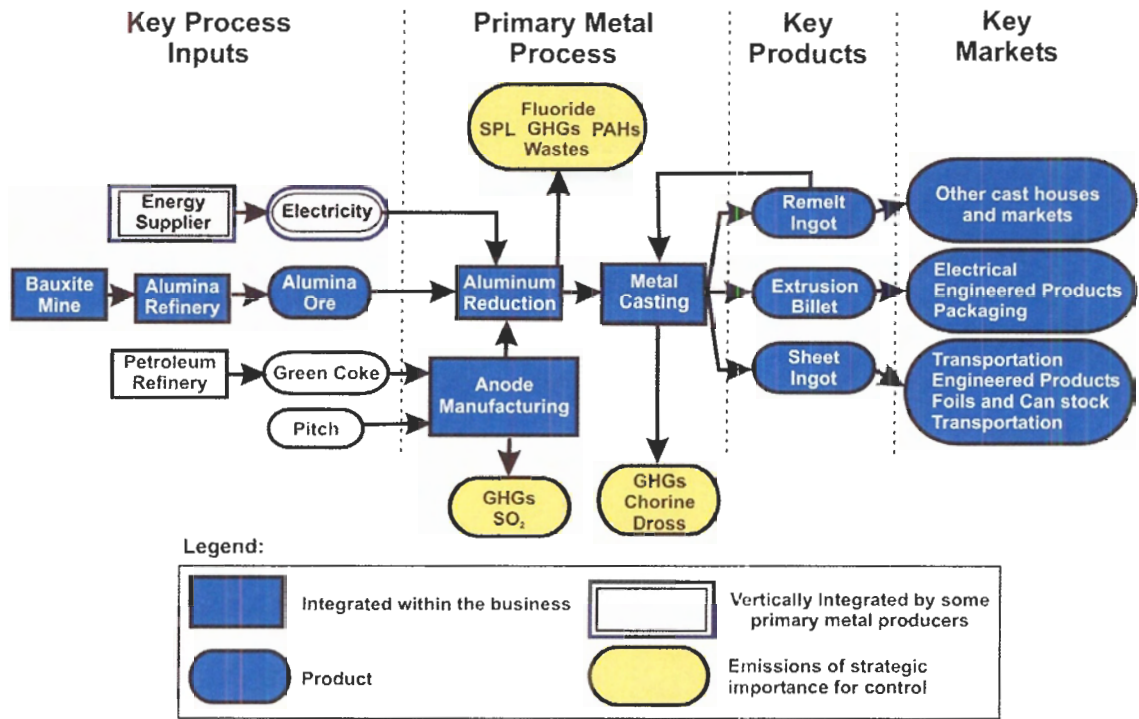 Key Process
Inputs
Primary Metal
Process
Key
Products
Key
Markets
Fluoride
SPL GHGs PAHs
Wastes
Energy
Supplier
Electricity
Remelt
Ingot
Other cast houses
and markets
Bauxite
Mine
Alumina
Refinery
Alumina
Ore
Aluminum
Reduction
Metal
Casting
Extrusion
Billet
Electrical
Engineered Products
Packaging
Petroleum
Refinery
Green Coke
Pitch
Anode
Manufacturing
Sheet
Ingot
Transportation
Engineered Products
Foils and Can stock
Transportation
GHGs
SO₂
GHGs
Chorine
Dross
Legend:
Integrated within the business
Vertically Integrated by some
primary metal producers
Product
Emissions of strategic
importance for control